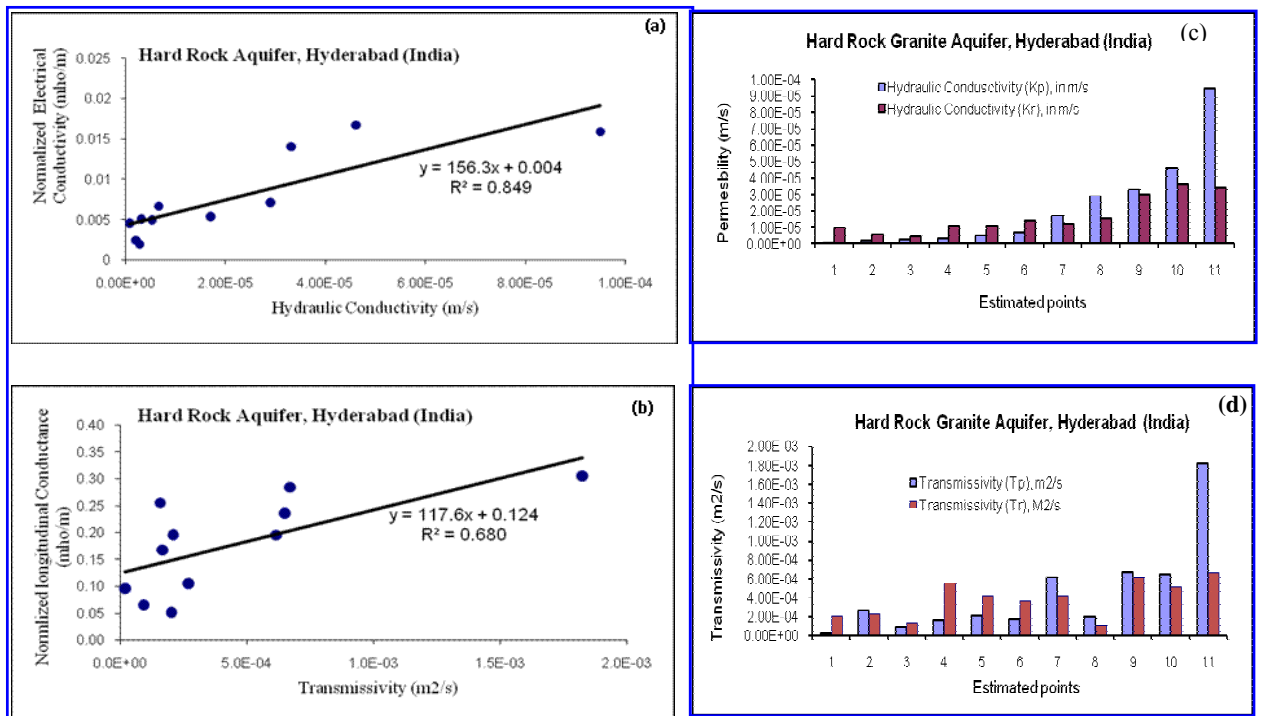 (a)
Hard Rock Aquifer, Hyderabad (India)
Normalized Electrical
Conductivity (mho/m)
0.025
0.02
0.015
0.01
0.005
0
y = 156.3x + 0.004
R² = 0.849
0.00E+00 2.00E-05 4.00E-05 6.00E-05 8.00E-05 1.00E-04
Hydraulic Conductivity (m/s)
(c)
Hard Rock Granite Aquifer, Hyderabad (India)
Permesbility (m/s)
1.00E-04
9.00E-05
8.00E-05
7.00E-05
6.00E-05
5.00E-05
4.00E-05
3.00E-05
2.00E-05
1.00E-05
0.00E+00
Hydraulic Condusctivity (Kp), in m/s
Hydraulic Conductivity (Kr), in m/s
1 2 3 4 5 6 7 8 9 10 11
Estimated points
(b)
Hard Rock Aquifer, Hyderabad (India)
Normlized longitudinal Conductance
(mho/m)
0.40
0.35
0.30
0.25
0.20
0.15
0.10
0.05
0.00
y = 117.6x + 0.124
R² = 0.680
0.0E+00 5.0E-04 1.0E-03 1.5E-03 2.0E-03
Transmissivity (m2/s)
(d)
Hard Rock Granite Aquifer, Hyderabad (India)
Transmissivity (m2/s)
2.00E-03
1.80E-03
1.60E-03
1.40E-03
1.20E-03
1.00E-03
8.00E-04
6.00E-04
4.00E-04
2.00E-04
0.00E+00
Transmissivity (Tp), m2/s
Transmissivity (Tr), M2/s
1 2 3 4 5 6 7 8 9 10 11
Estimated points